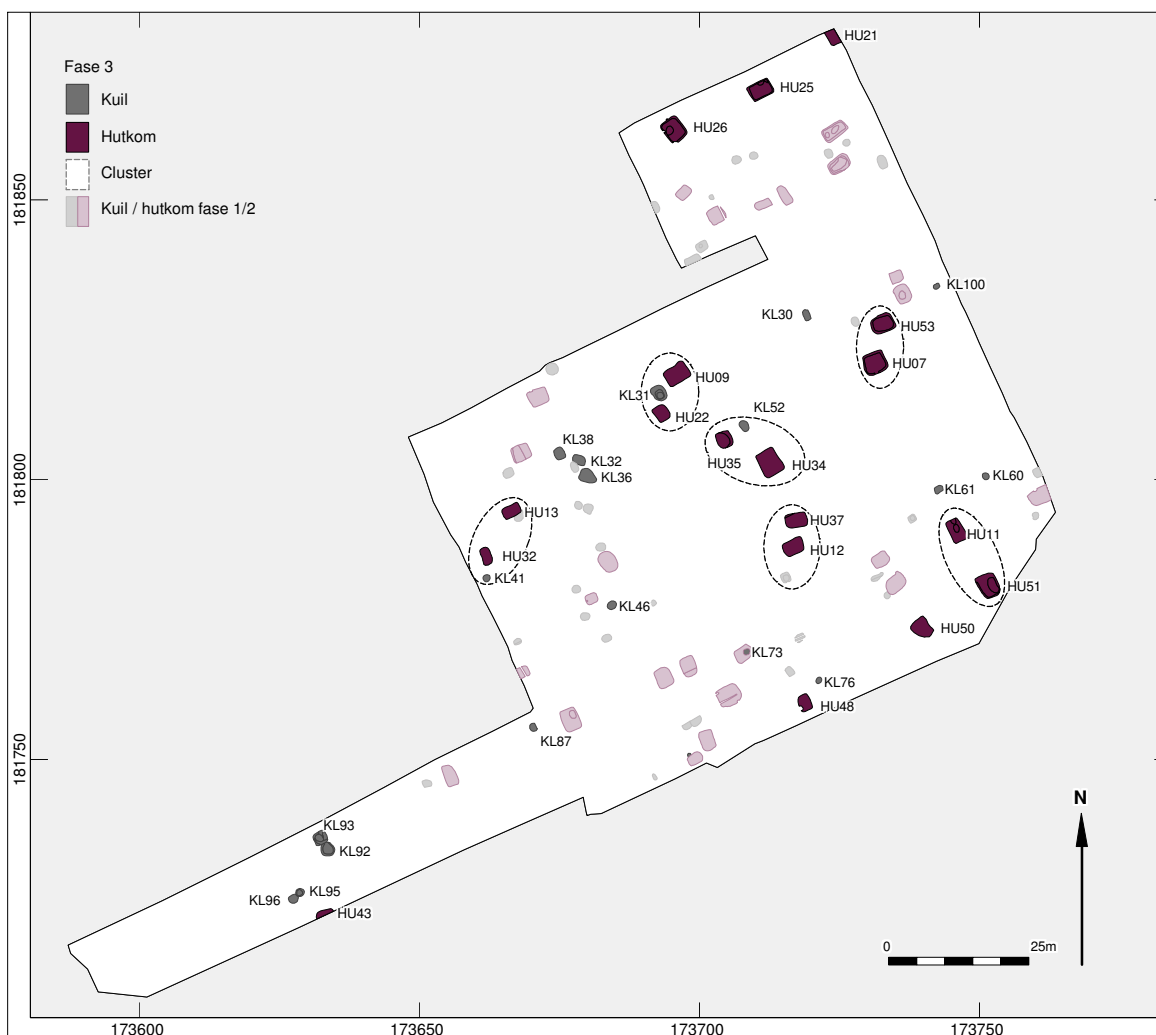 HU21
Fase 3
Kuil
HU25
Hutkom
HU26
Cluster
Kuil / hutkom fase 1/2
181850
KL100
KL30
HU53
HU07
HU09
KL31
HU22
KL52
KL38
KL32
HU35
HU34
KL36
181800
KL60
KL61
HU13
HU37
HU11
HU32
HU12
KL41
HU51
KL46
HU50
KL73
KL76
HU48
KL87
181750
N
KL93
KL92
KL95
KL96
HU43
0
25m
173600
173650
173700
173750